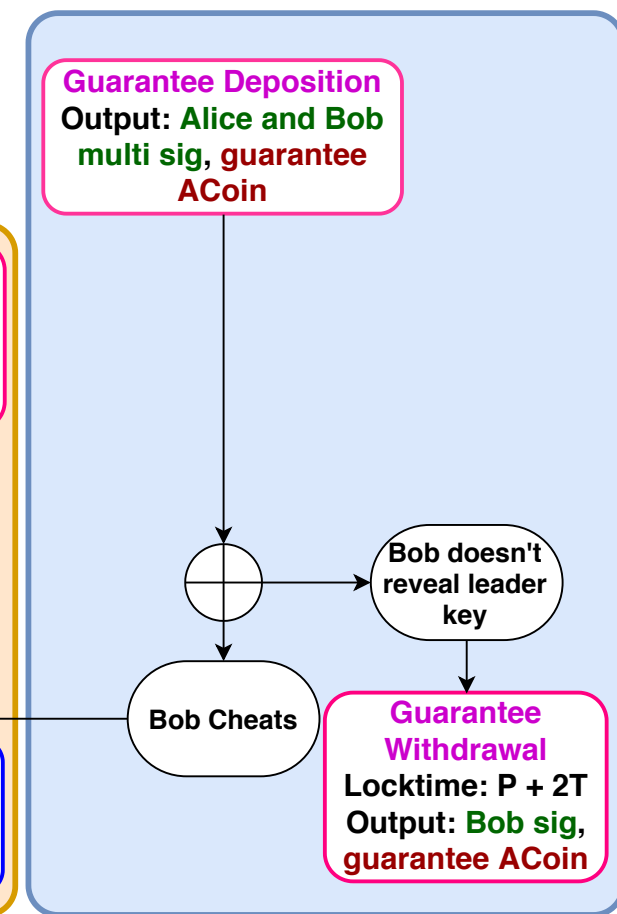 Guarantee Deposition
Output: Alice and Bob
multi sig, guarantee
ACoin
Bob doesn't
reveal leader
key
Bob Cheats
Guarantee
Withdrawal
Locktime: P + 2T
Output: Bob sig,
guarantee ACoin